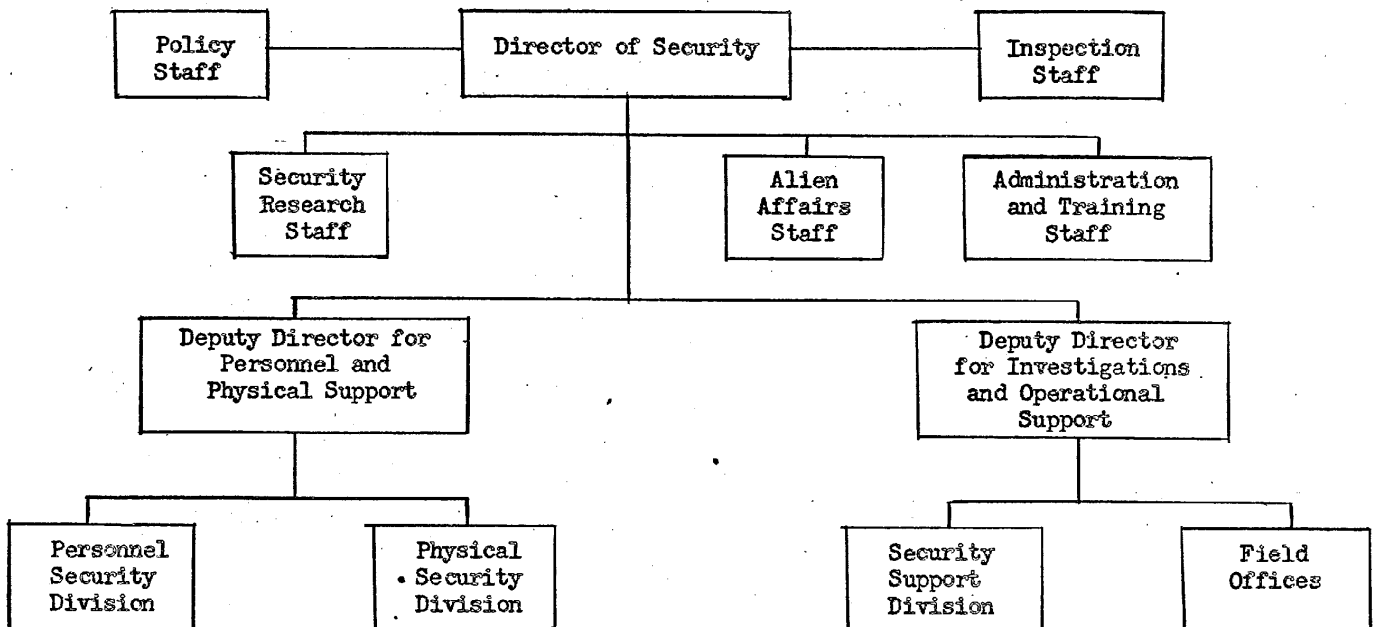 Policy
Staff
Director of Security
Inspection
Staff
Security
Research
Staff
Alien
Affairs
Staff
Administration
and Training
Staff
Deputy Director for
Personnel and
Physical Support
Deputy Director
for Investigations
and Operational
Support
Personnel
Security
Division
Physical
Security
Division
Security
Support
Division
Field
Offices